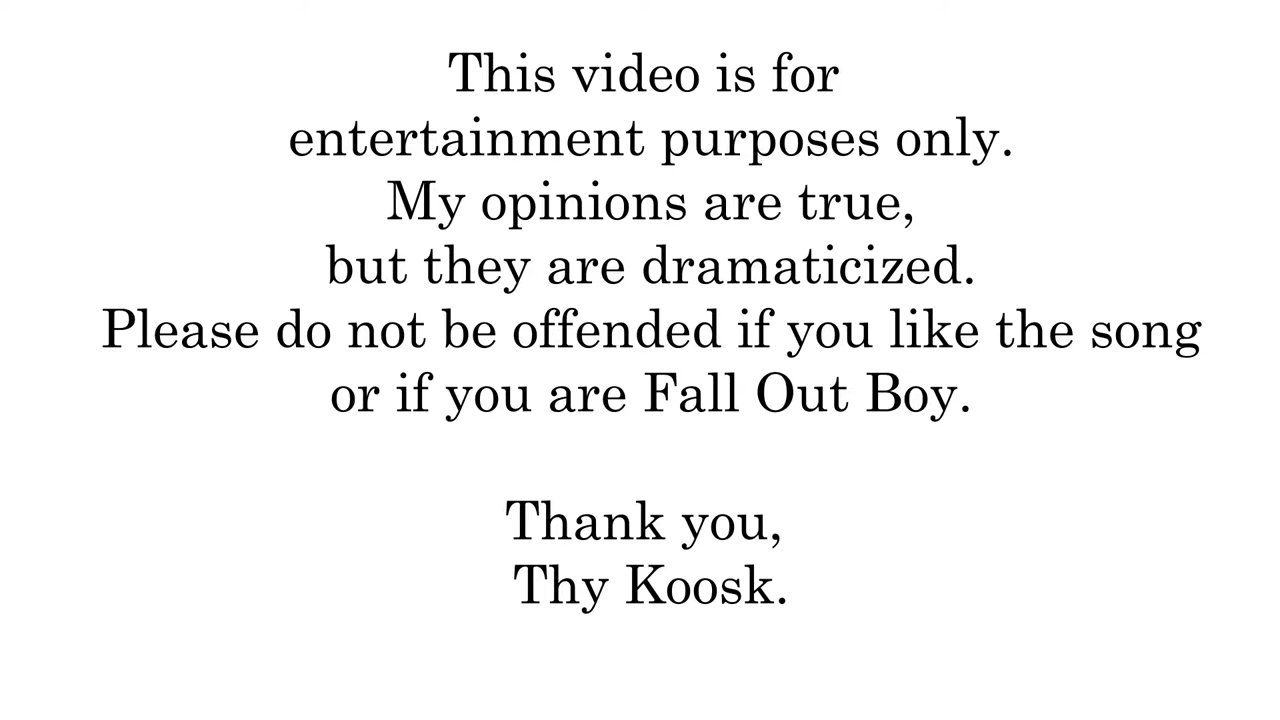 This video is for
entertainment purposes only.
My opinions are true,
but they are dramaticized.
Please do not be offended if you like the song
or if you are Fall Out Boy.
Thank you,
Thy Koosk.